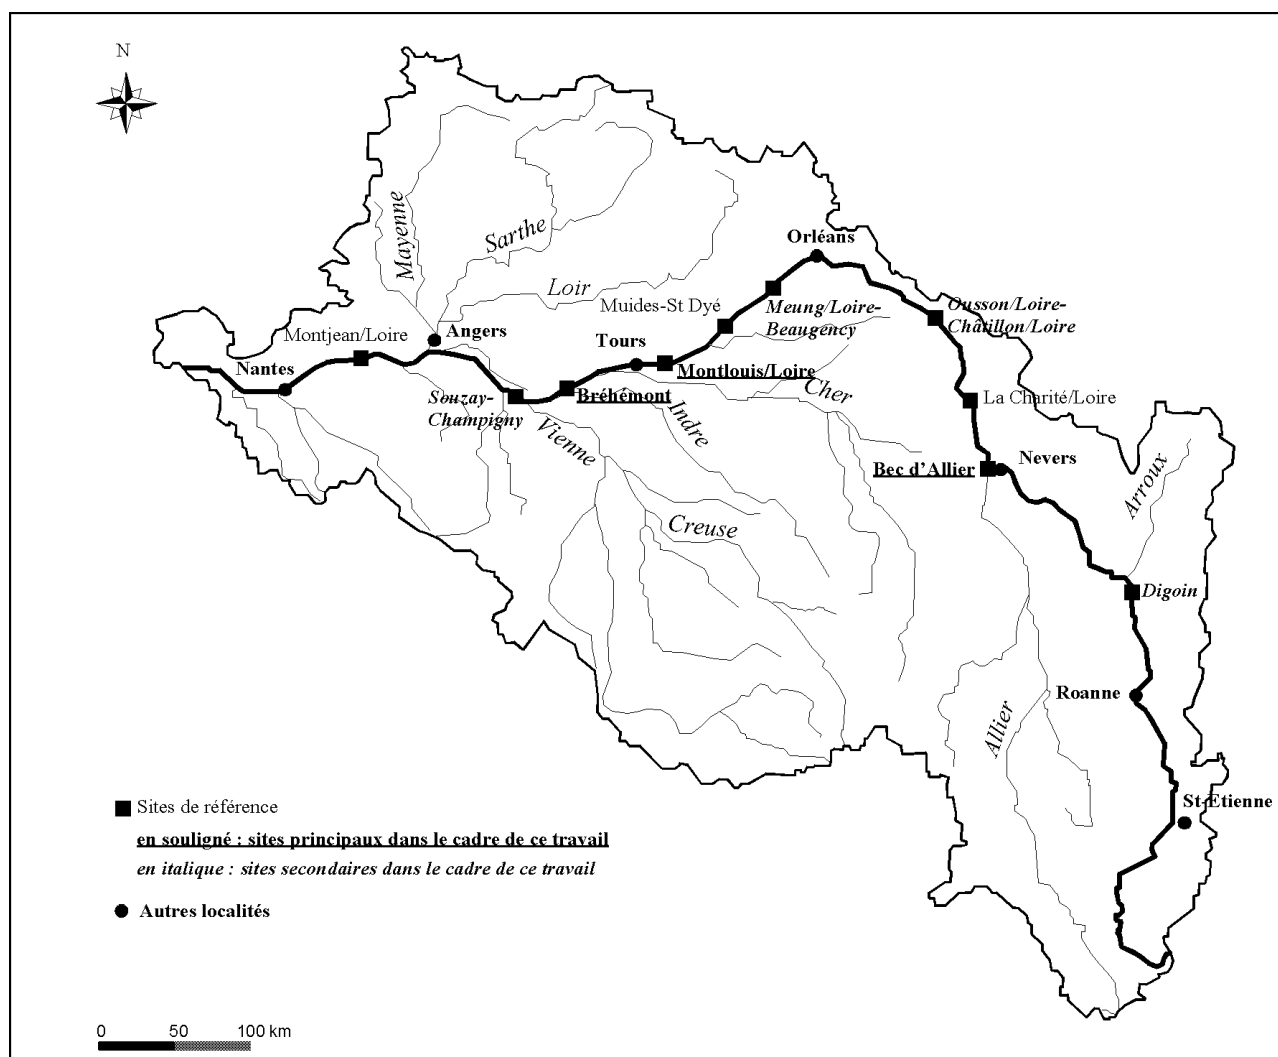 N
Mayenne
Sarthe
Loir
Orléans
Muides-St Dyé
Meung/Loire-
Beaugency
Ousson/Loire-
Châtillon/Loire
Montjean/Loire
Angers
Tours
Nantes
Montlouis/Loire
Souzay-
Champigny
Bréhémont
Cher
La Charité/Loire
Vienne
Indre
Bec d'Allier
Nevers
Arroux
Creuse
Digoin
Roanne
Allier
St-Etienne
Sites de référence
en souligné : sites principaux dans le cadre de ce travail
en italique : sites secondaires dans le cadre de ce travail
Autres localités
0 50 100 km